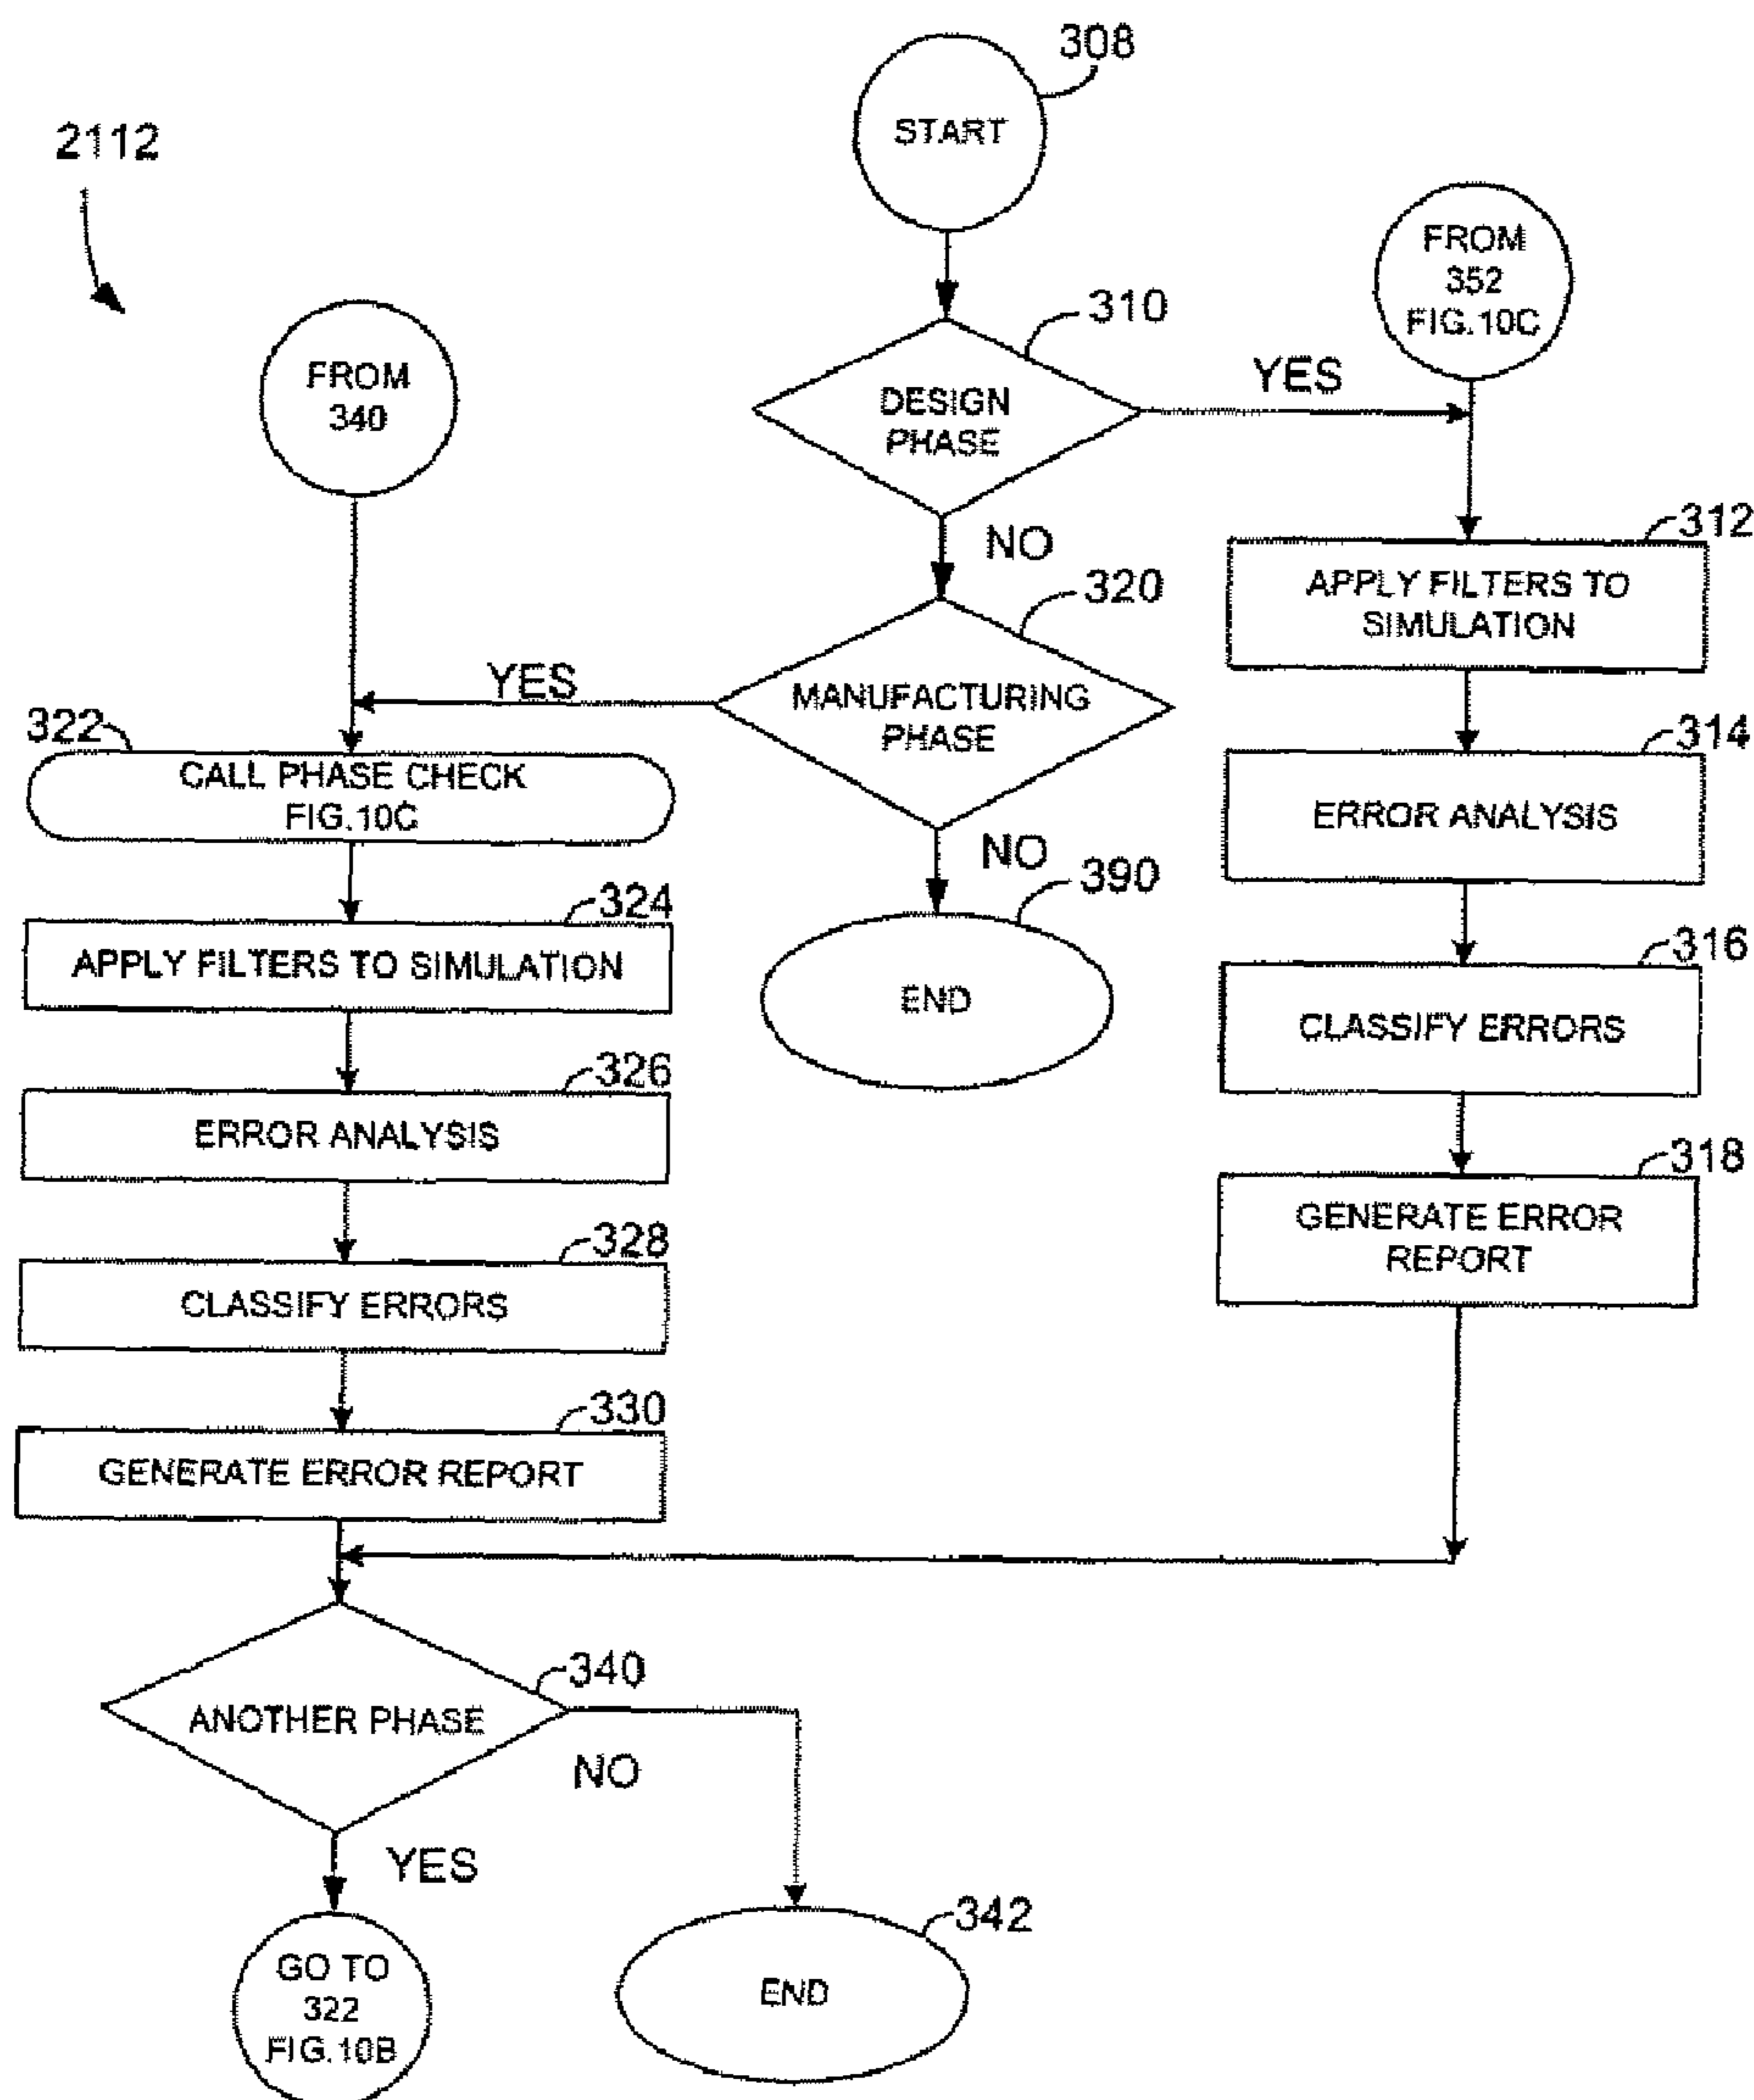 308
START
2112
FROM
352
FIG.10C
310
FROM
340
DESIGN
PHASE
YES
NO
312
APPLY FILTERS TO
SIMULATION
320
MANUFACTURING
PHASE
YES
NO
322
CALL PHASE CHECK
FIG.10C
314
ERROR ANALYSIS
390
END
324
APPLY FILTERS TO SIMULATION
316
CLASSIFY ERRORS
326
ERROR ANALYSIS
318
GENERATE ERROR
REPORT
328
CLASSIFY ERRORS
330
GENERATE ERROR REPORT
340
ANOTHER PHASE
NO
YES
342
END
GO TO
322
FIG.10B